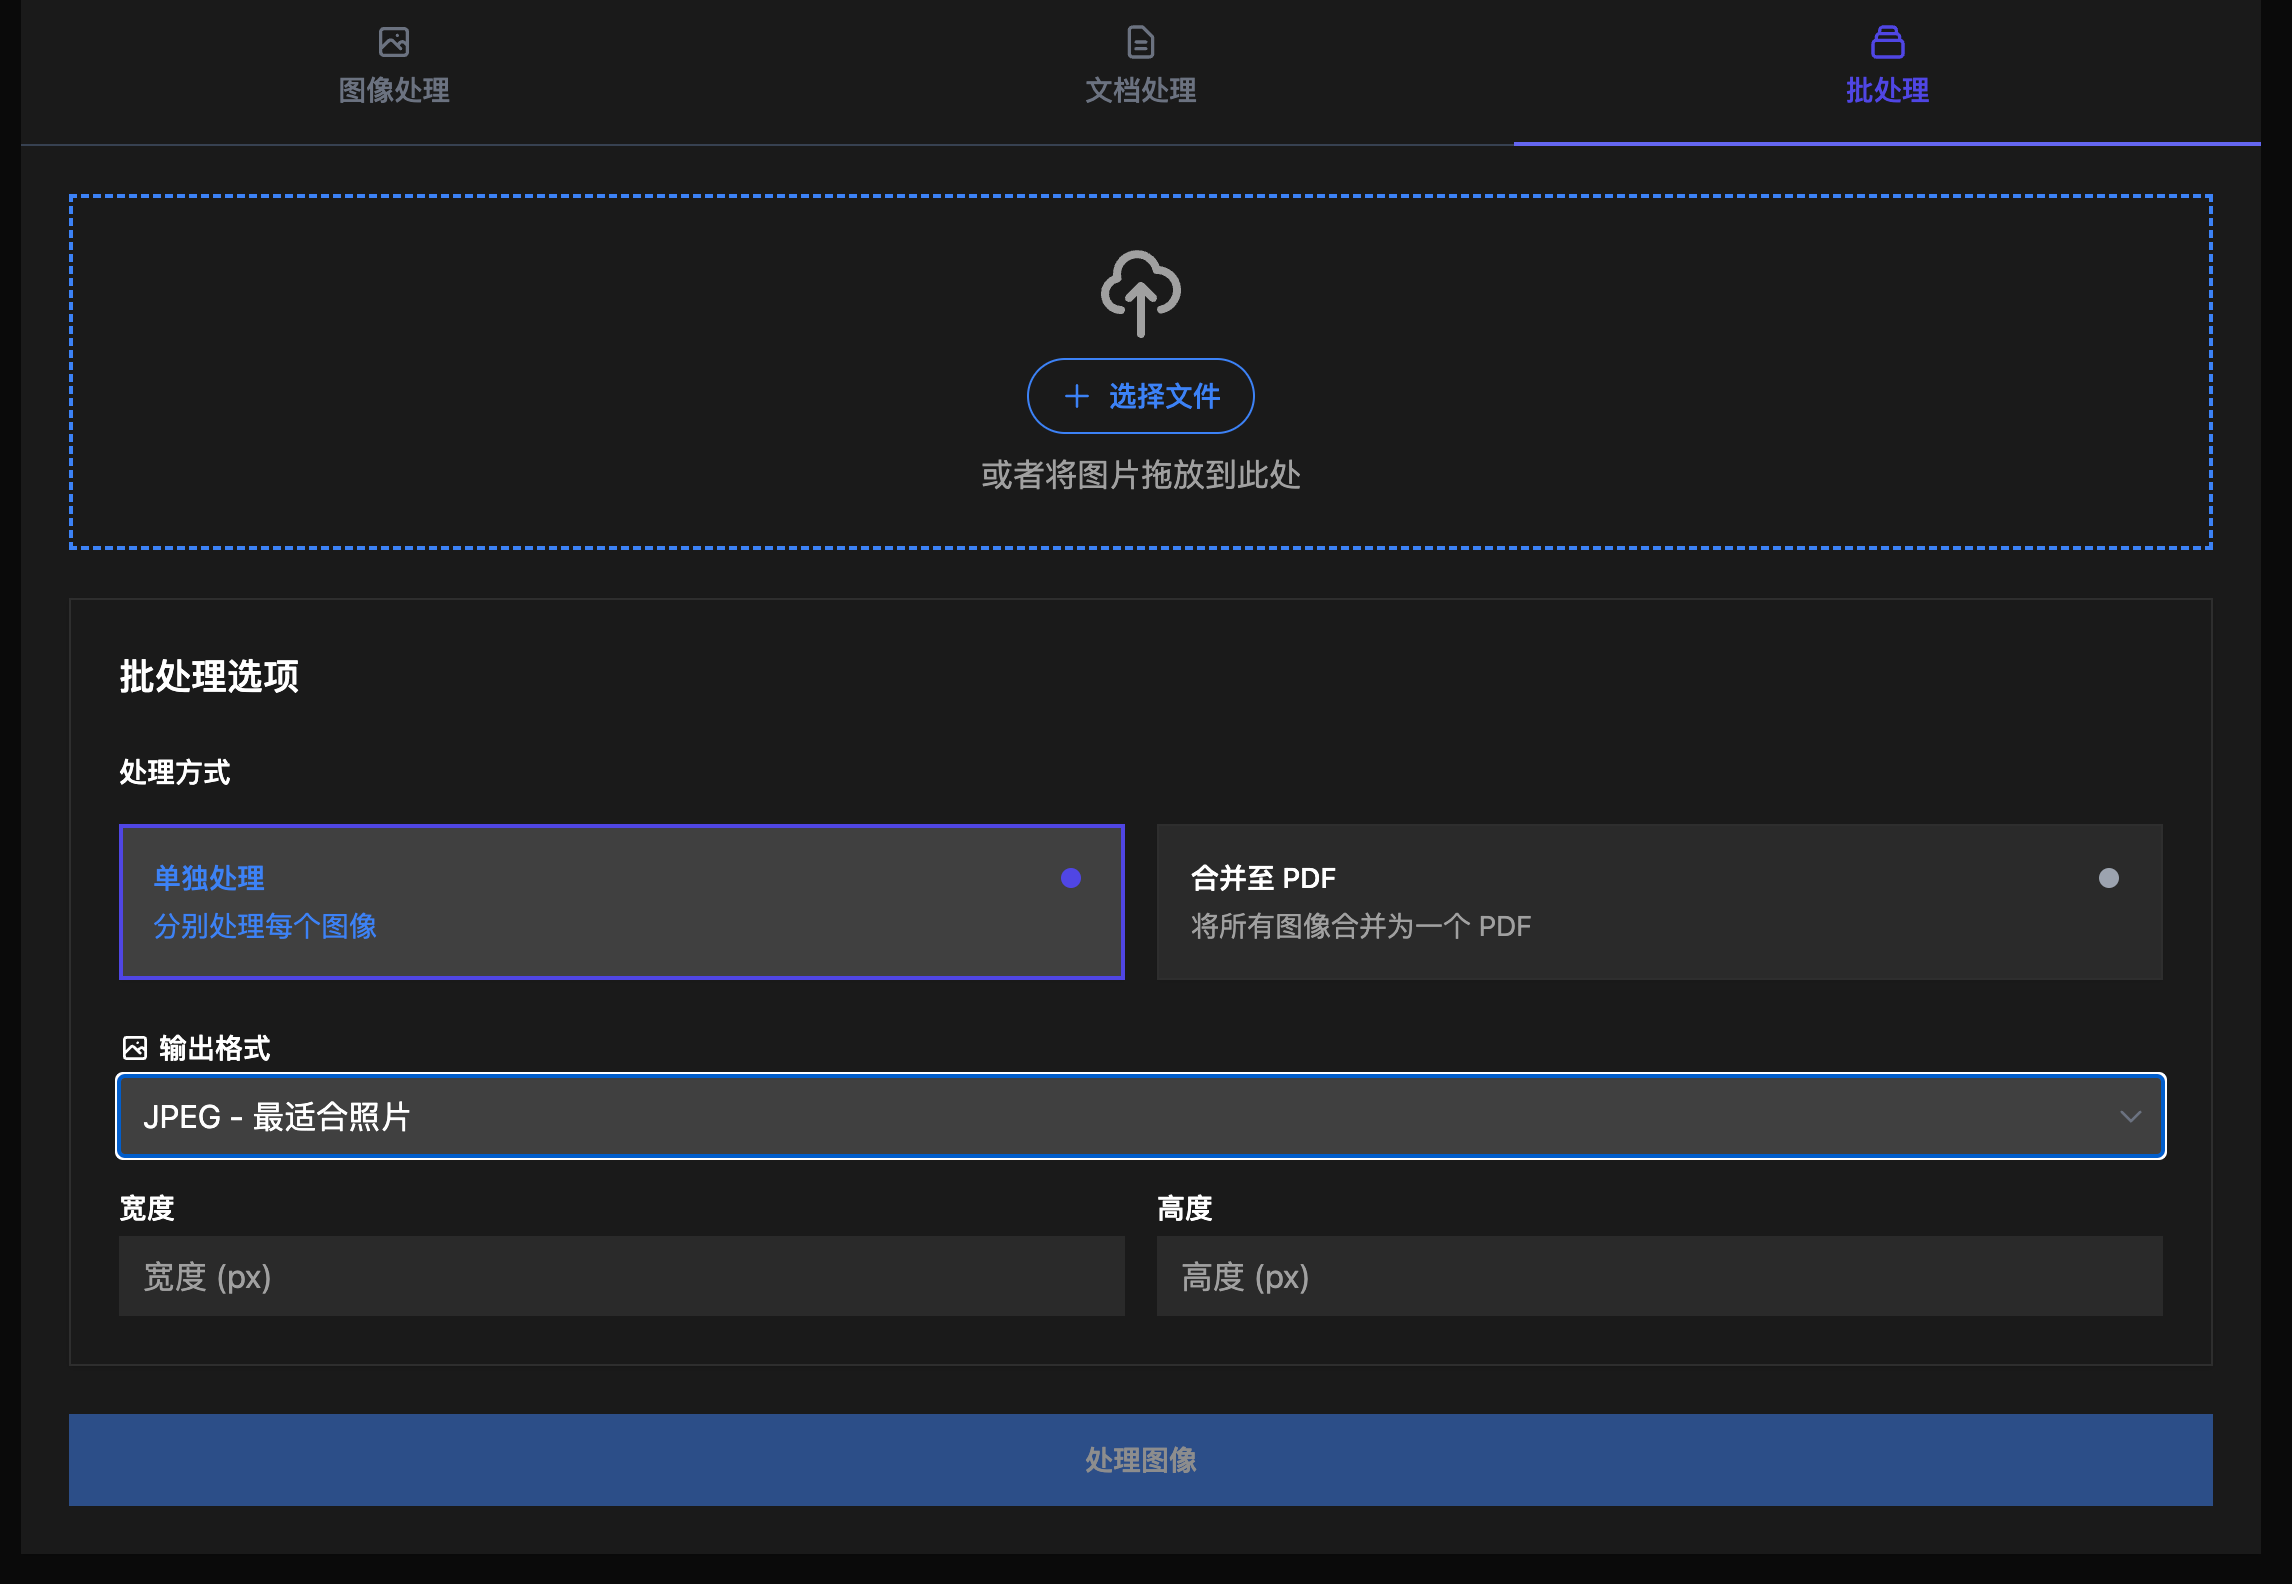 图像处理
文档处理
批处理
选择文件
或者将图片拖放到此处
批处理选项
处理方式
单独处理
分别处理每个图像
合并至 PDF
将所有图像合并为一个 PDF
输出格式
JPEG - 最适合照片
宽度
宽度 (px)
高度
高度 (px)
处理图像